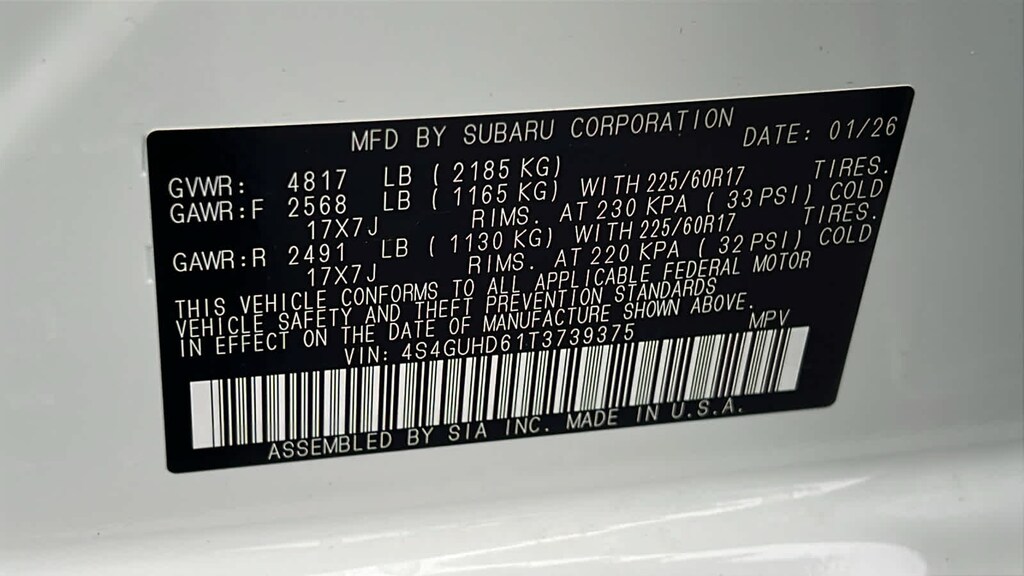 MFD BY SUBARU CORPORATION DATE: 01/26
GVWR: 4817 LB ( 2185 KG)
GAWR:F 2568 LB ( 1165 KG) WITH 225/60R17 TIRES.
17X7J RIMS. AT 230 KPA ( 33 PSI) COLD
GAWR:R 2491 LB ( 1130 KG) WITH 225/60R17 TIRES.
17X7J RIMS. AT 220 KPA ( 32 PSI) COLD
THIS VEHICLE CONFORMS TO ALL APPLICABLE FEDERAL MOTOR
VEHICLE SAFETY AND THEFT PREVENTION STANDARDS
IN EFFECT ON THE DATE OF MANUFACTURE SHOWN ABOVE.
VIN: 4S4GUHD61T3739375 MPV
ASSEMBLED BY SIA INC. MADE IN U.S.A.